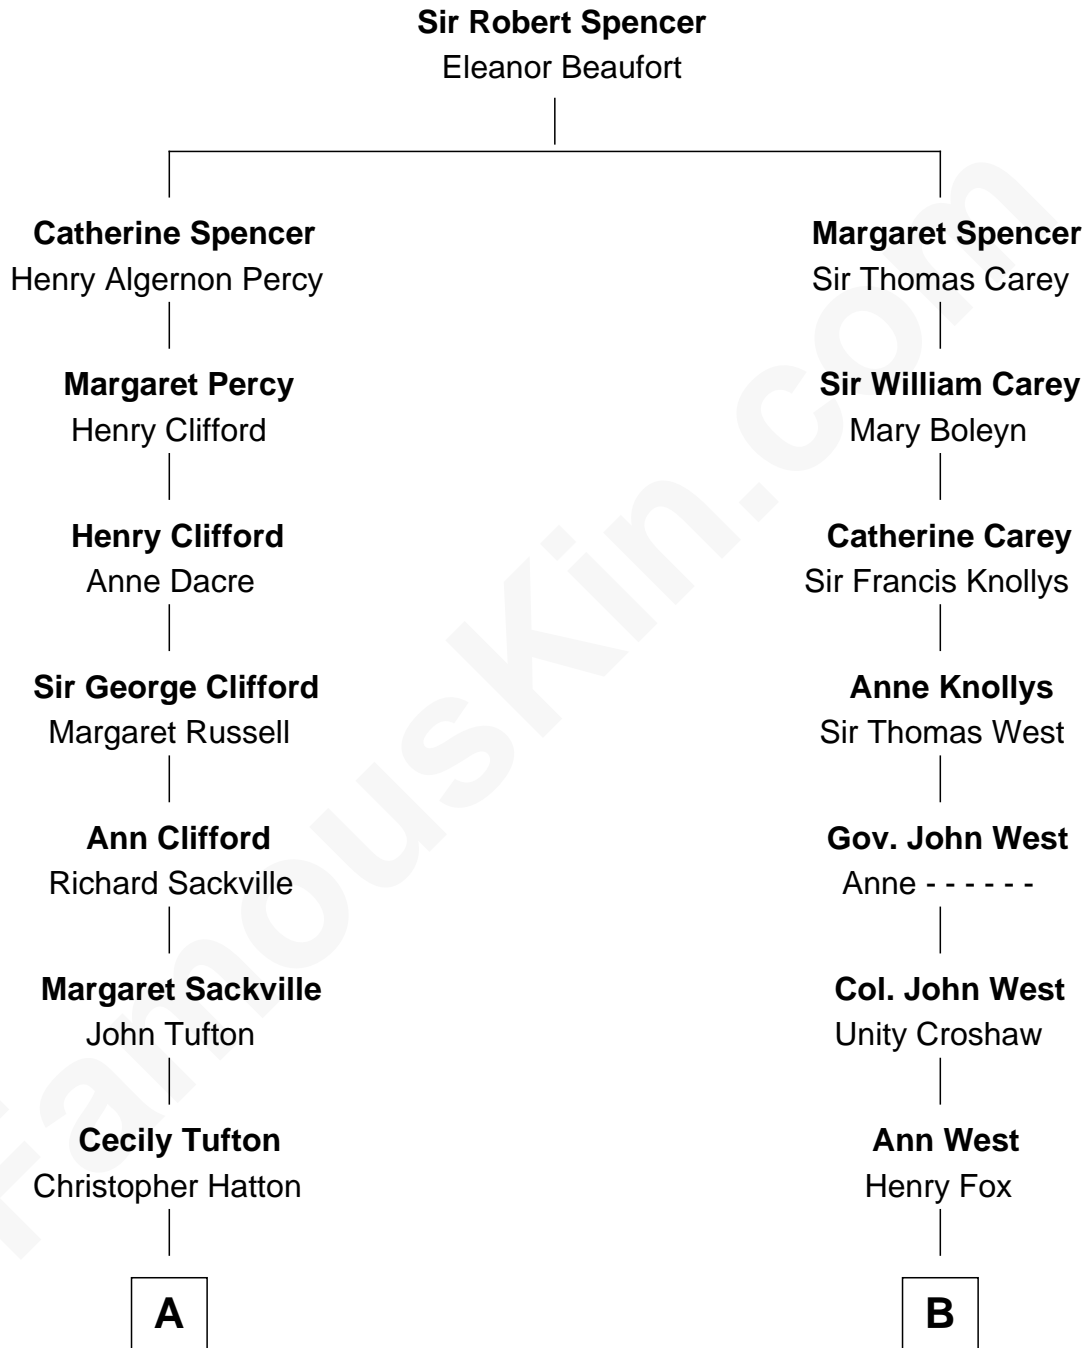 Sir Robert Spencer
Eleanor Beaufort
Catherine Spencer
Henry Algernon Percy
Margaret Spencer
Sir Thomas Carey
Margaret Percy
Henry Clifford
Sir William Carey
Mary Boleyn
Henry Clifford
Anne Dacre
Catherine Carey
Sir Francis Knollys
Sir George Clifford
Margaret Russell
Anne Knollys
Sir Thomas West
Ann Clifford
Richard Sackville
Gov. John West
Anne - - - - - -
Margaret Sackville
John Tufton
Col. John West
Unity Croshaw
Cecily Tufton
Christopher Hatton
Ann West
Henry Fox
A
B
FamousKin.com